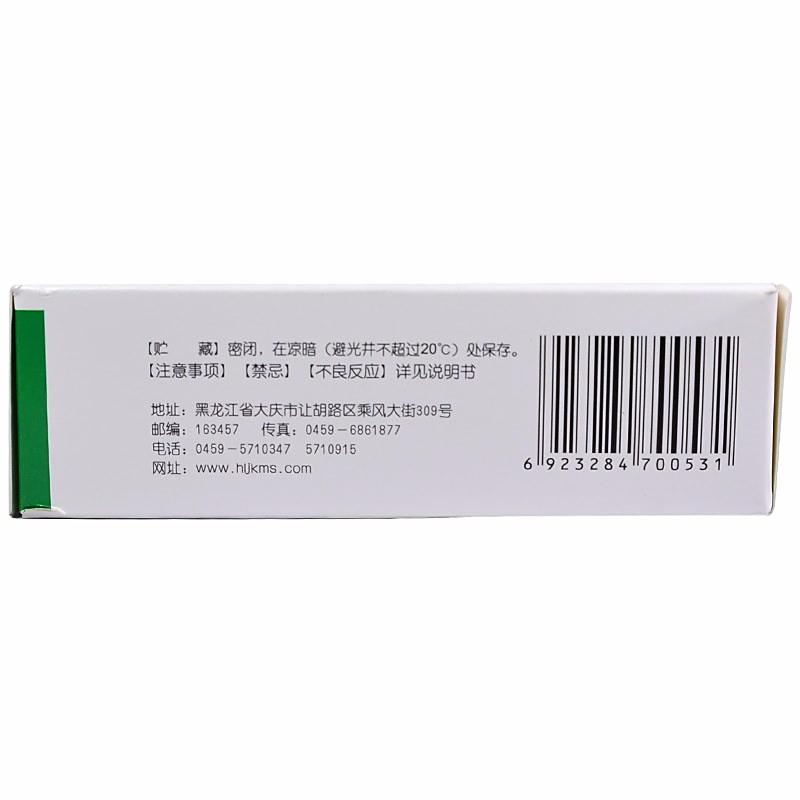 【贮　　藏】密闭，在凉暗（避光并不超过20℃）处保存。
【注意事项】【禁忌】【不良反应】详见说明书
地址：黑龙江省大庆市让胡路区乘风大街309号
邮编：163457　传真：0459－6861877
电话：0459－5710347　5710915
网址：www.hljkms.com
6 923284 700531